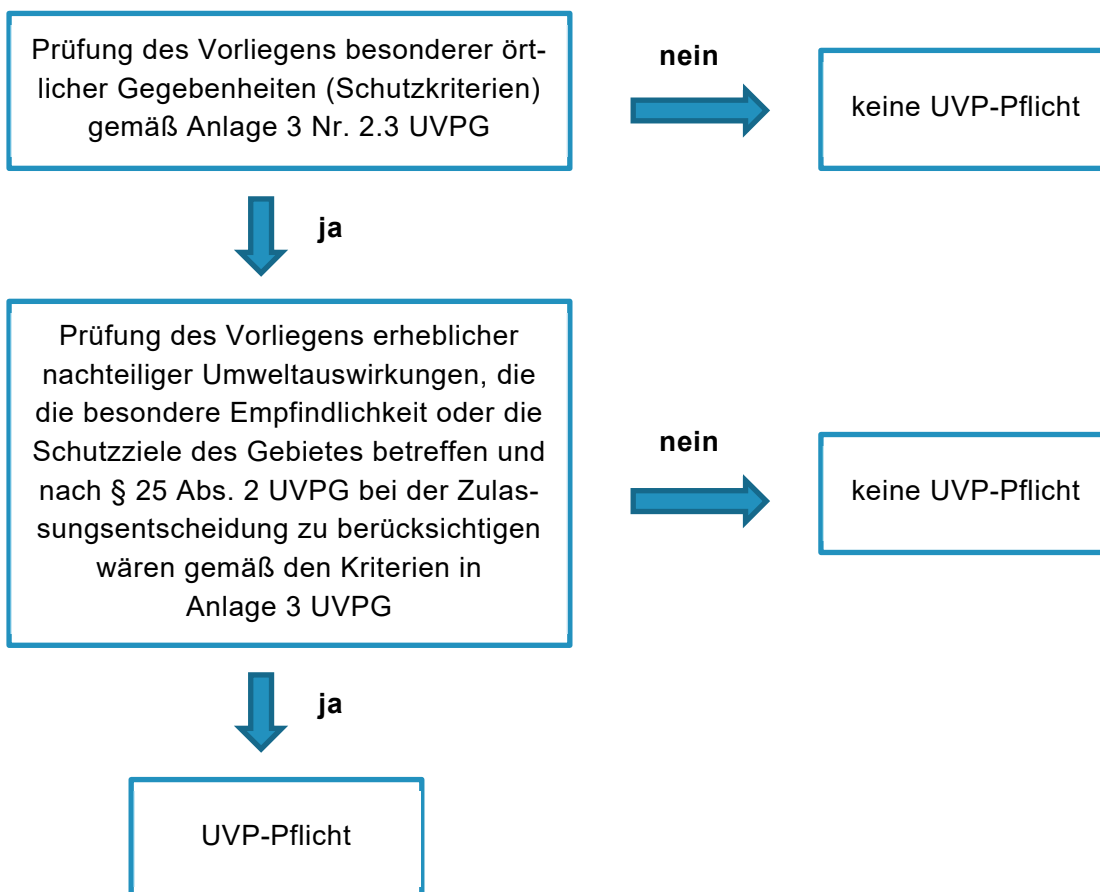 Prüfung des Vorliegens besonderer ört-
licher Gegebenheiten (Schutzkriterien)
gemäß Anlage 3 Nr. 2.3 UVPG
nein
keine UVP-Pflicht
ja
Prüfung des Vorliegens erheblicher
nachteiliger Umweltauswirkungen, die
die besondere Empfindlichkeit oder die
Schutzziele des Gebietes betreffen und
nach § 25 Abs. 2 UVPG bei der Zulas-
sungsentscheidung zu berücksichtigen
wären gemäß den Kriterien in
Anlage 3 UVPG
nein
keine UVP-Pflicht
ja
UVP-Pflicht